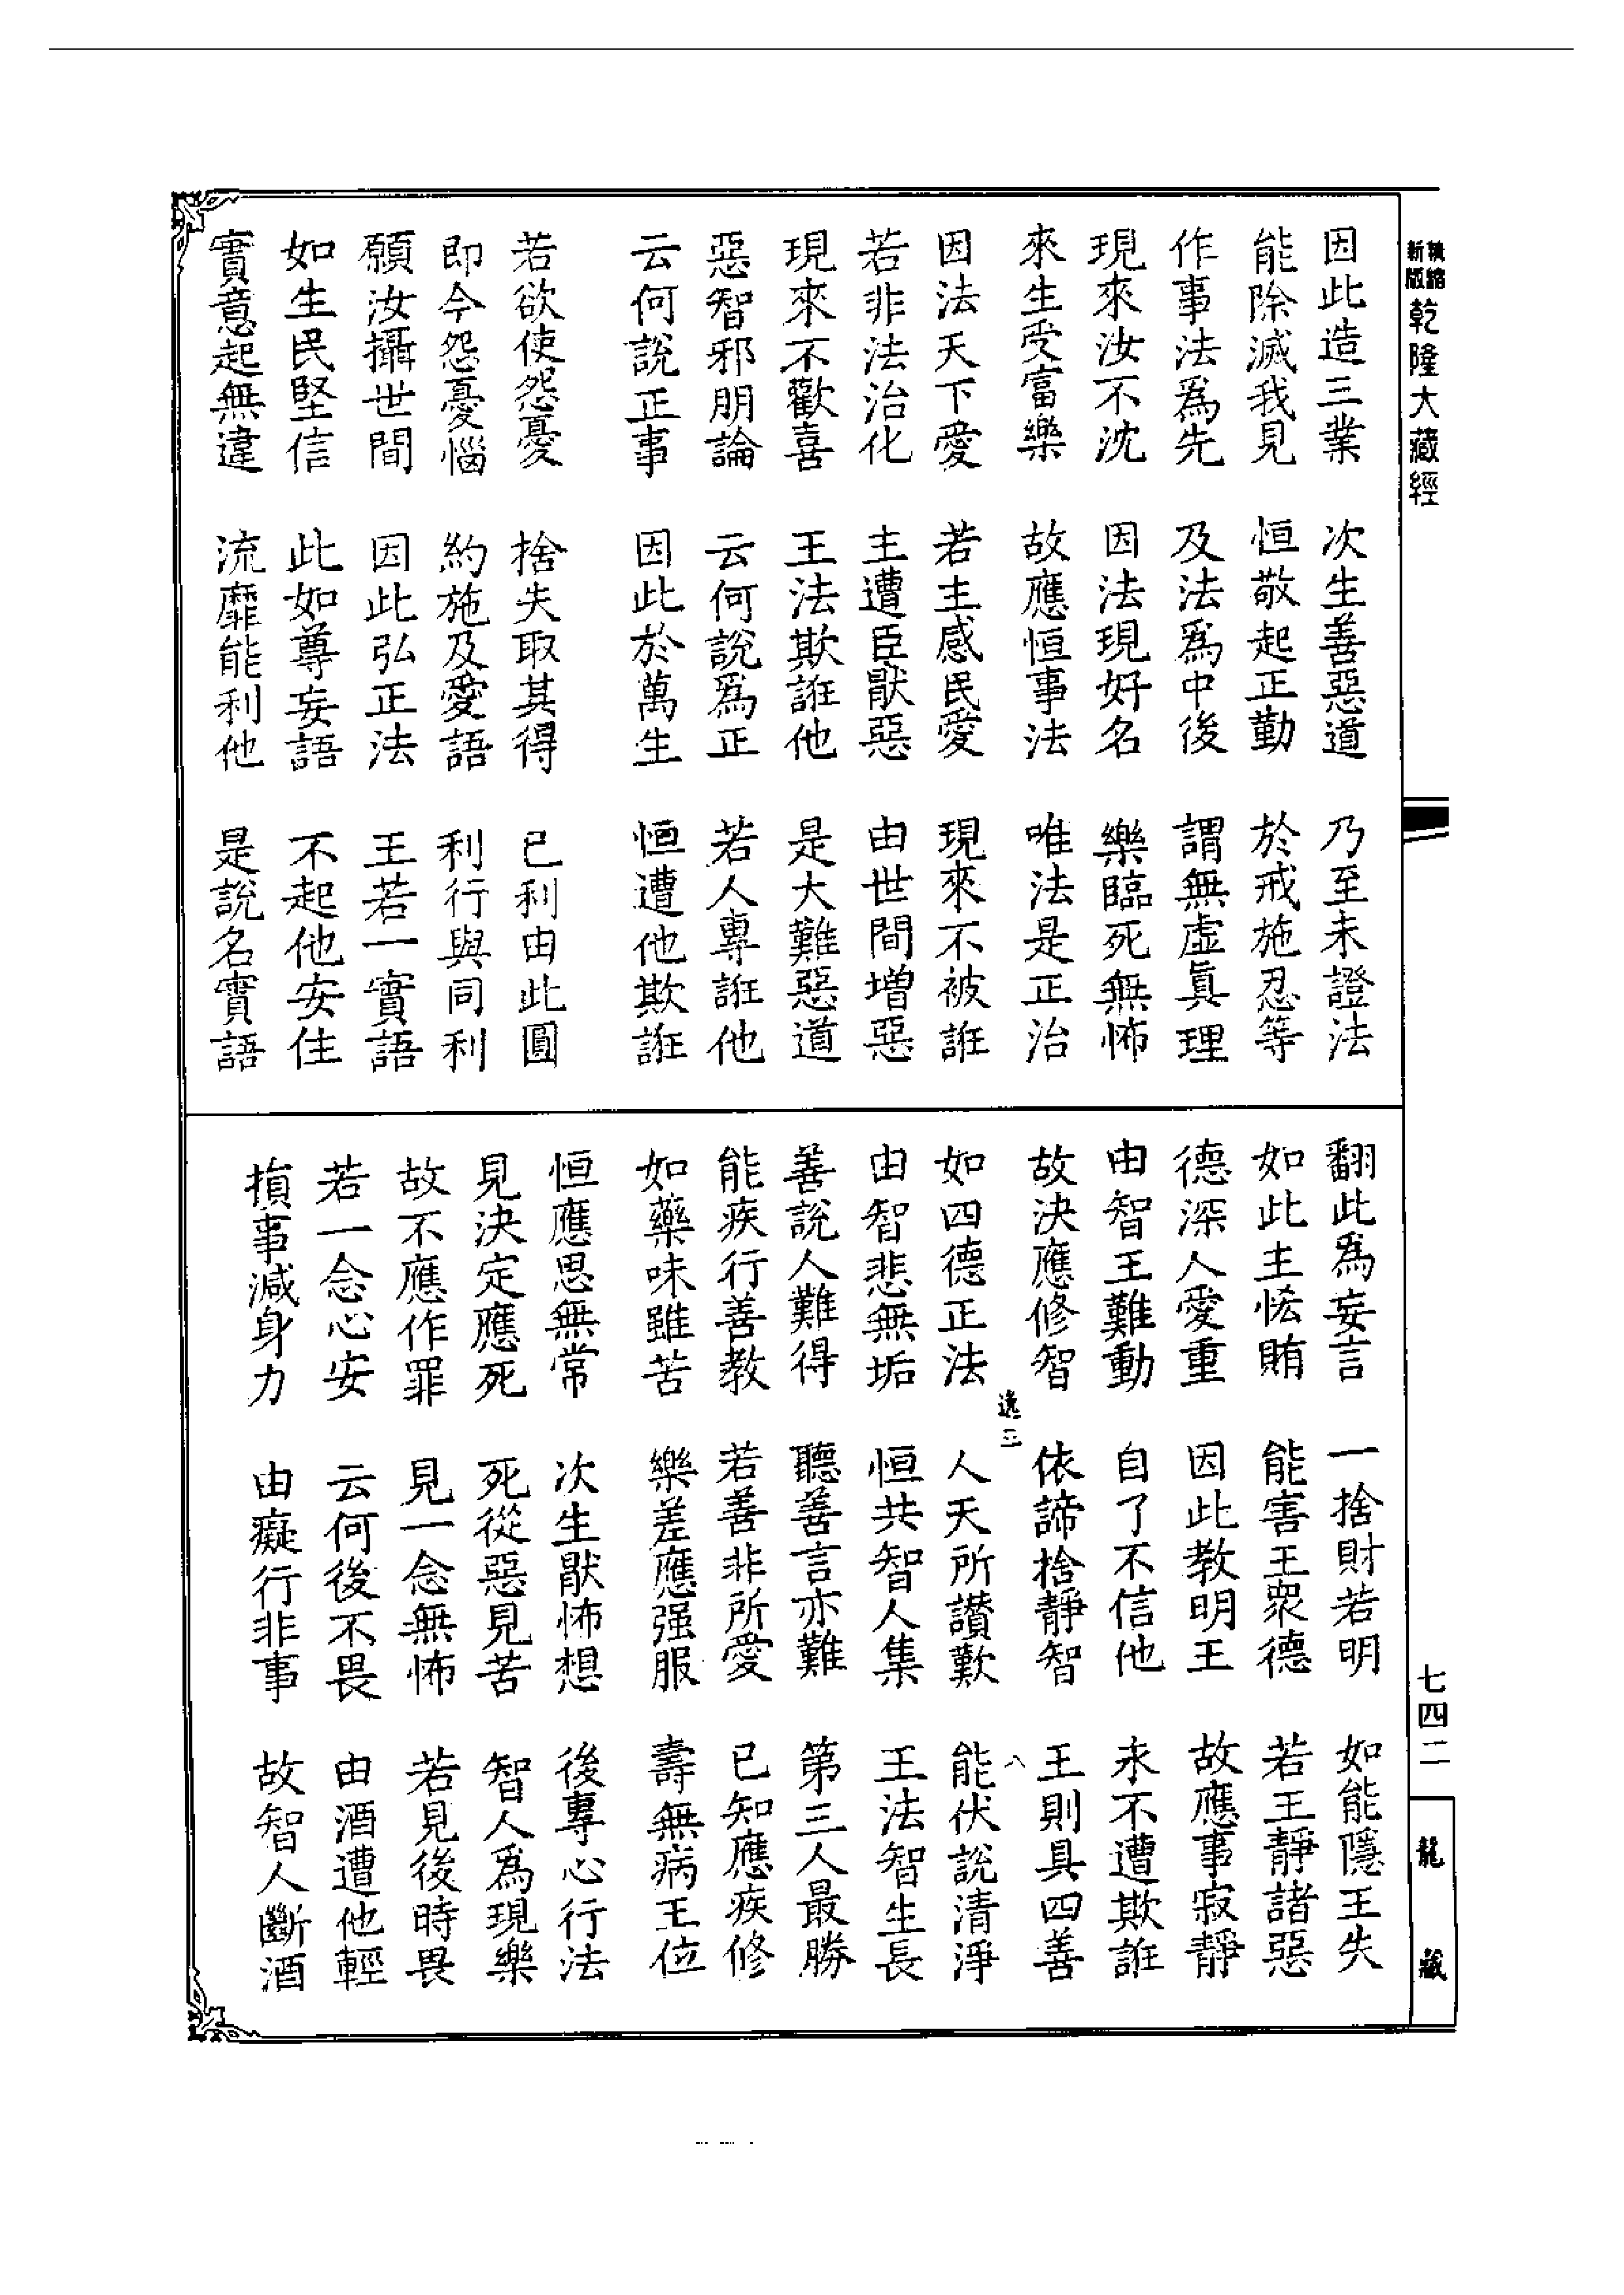 新版精縮乾隆大藏經
因此造三業　次生善惡道　乃至未證法
能除滅我見　恒敬起正勤　於戒施忍等
作事法爲先　及法爲中後　謂無虛眞理
現來汝不沈　因法現好名　樂臨死無怖
來生受富樂　故應恒事法　唯法是正治
因法天下愛　若主感民愛　現來不被誑
若非法治化　主遭臣猒惡　由世間增惡
現來不歡喜　王法欺誑他　是大難惡道
惡智邪朋論　云何說爲正　若人專誑他
云何說正事　因此於萬生　恒遭他欺誑
若欲使怨憂　捨失取其得　已利由此圓
即今怨憂惱　約施及愛語　利行與同利
願汝攝世間　因此弘正法　王若一實語
如生民堅信　此如尊妄語　不起他安住
實意起無違　流靡能利他　是說名實語
翻此爲妄言　一捨財若明　如能隱王失
如此主悋賄　能害王衆德　若王靜諸惡
德深人愛重　因此教明王　故應事寂靜
由智王難動　自了不信他　永不遭欺誑
故決應修智　依諦捨靜智　王則具四善
逸三　八
如四德正法　人天所讚歎　能伏說清淨
由智悲無垢　恒共智人集　王法智生長
善說人難得　聽善言亦難　第三人最勝
能疾行善教　若善非所愛　已知應疾修
如藥味雖苦　樂差應强服　壽無病王位
恒應思無常　次生猒怖想　後專心行法
見決定應死　死從惡見苦　智人爲現樂
故不應作罪　見一念無怖　若見後時畏
若一念心安　云何後不畏　由酒遭他輕
損事減身力　由癡行非事　故智人斷酒
七四二
龍藏